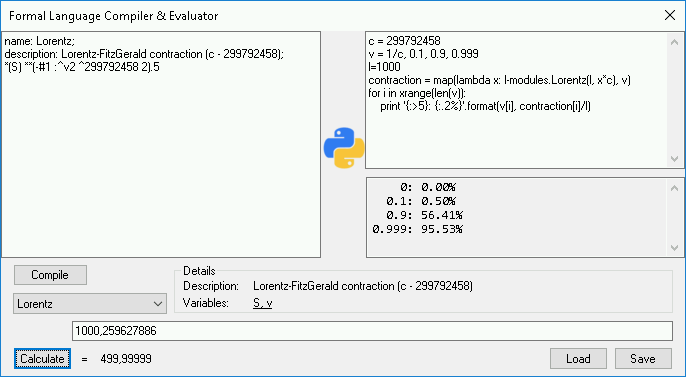 Formal Language Compiler & Evaluator
name: Lorentz;
description: Lorentz-FitzGerald contraction (c - 299792458);
*(S) **(-#1 :^v2 ^299792458 2).5
c = 299792458
v = 1/c, 0.1, 0.9, 0.999
l=1000
contraction = map(lambda x: l-modules.Lorentz(l, x*c), v)
for i in xrange(len(v)):
    print '{:>5}: {:.2%}'.format(v[i], contraction[i]/l)
0: 0.00%
0.1: 0.50%
0.9: 56.41%
0.999: 95.53%
Compile
Lorentz
Details
Description: Lorentz-FitzGerald contraction (c - 299792458)
Variables: S, v
1000,259627886
Calculate = 499,99999
Load Save